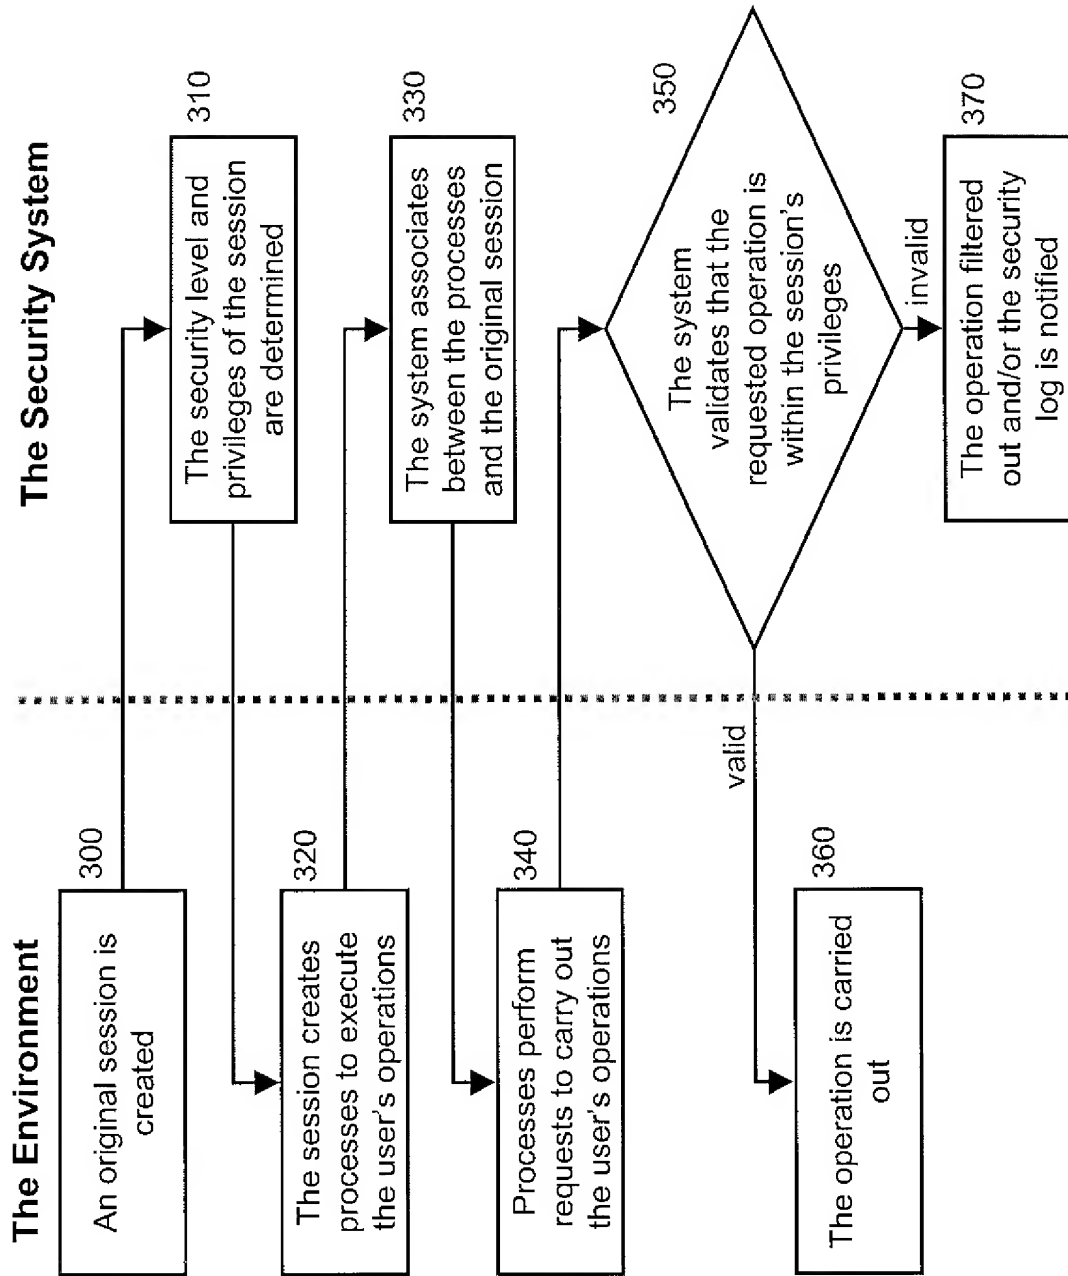 The Environment
The Security System
300
An original session is
created
310
The security level and
privileges of the session
are determined
320
The session creates
processes to execute
the user's operations
330
The system associates
between the processes
and the original session
340
Processes perform
requests to carry out
the user's operations
350
The system
validates that the
requested operation is
within the session's
privileges
valid
invalid
360
The operation is carried
out
370
The operation filtered
out and/or the security
log is notified